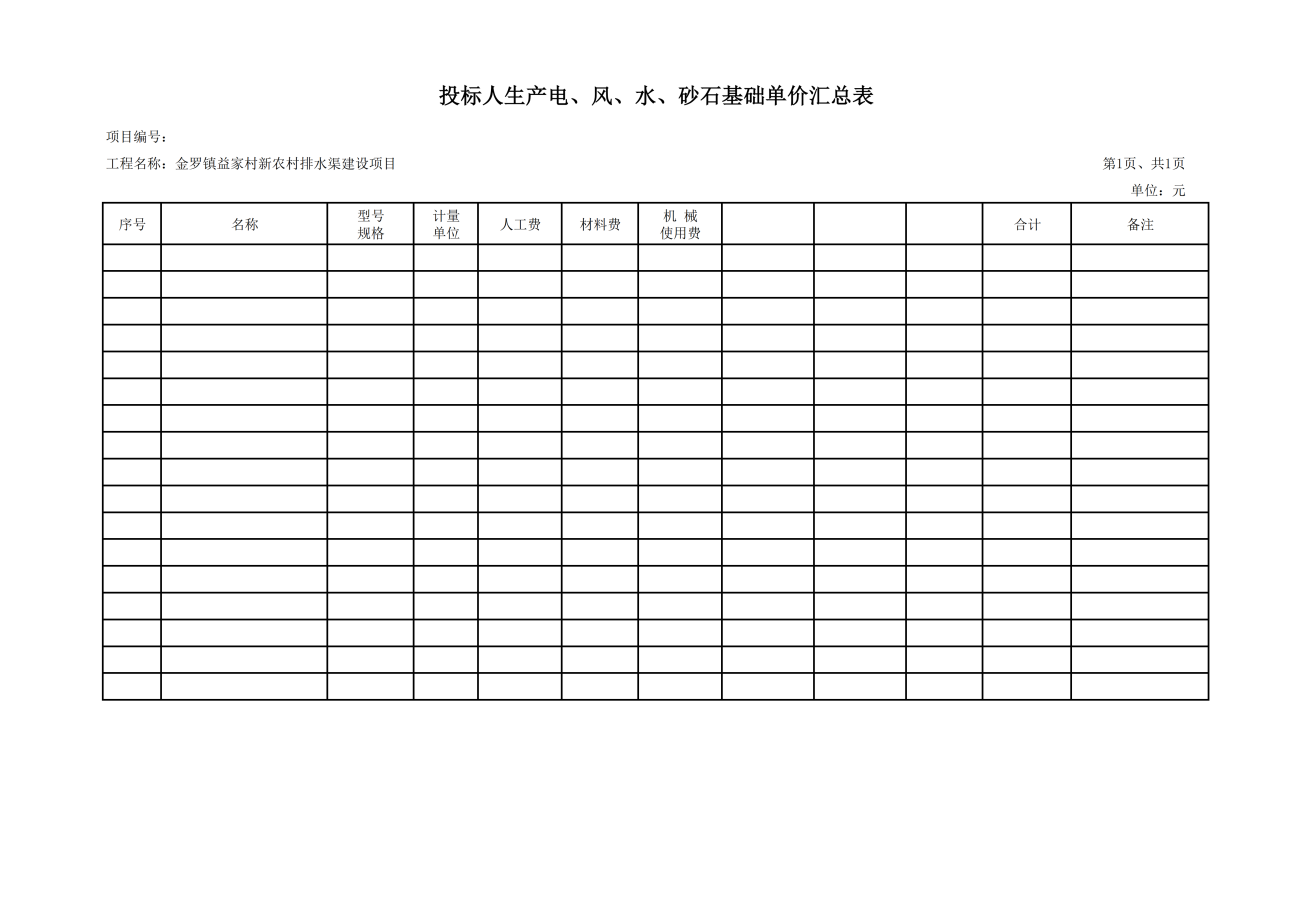 投标人生产电、风、水、砂石基础单价汇总表
项目编号：
工程名称：金罗镇益家村新农村排水渠建设项目 第1页、共1页
单位：元
序号 名称 型号规格 计量单位 人工费 材料费 机 械使用费 合计 备注